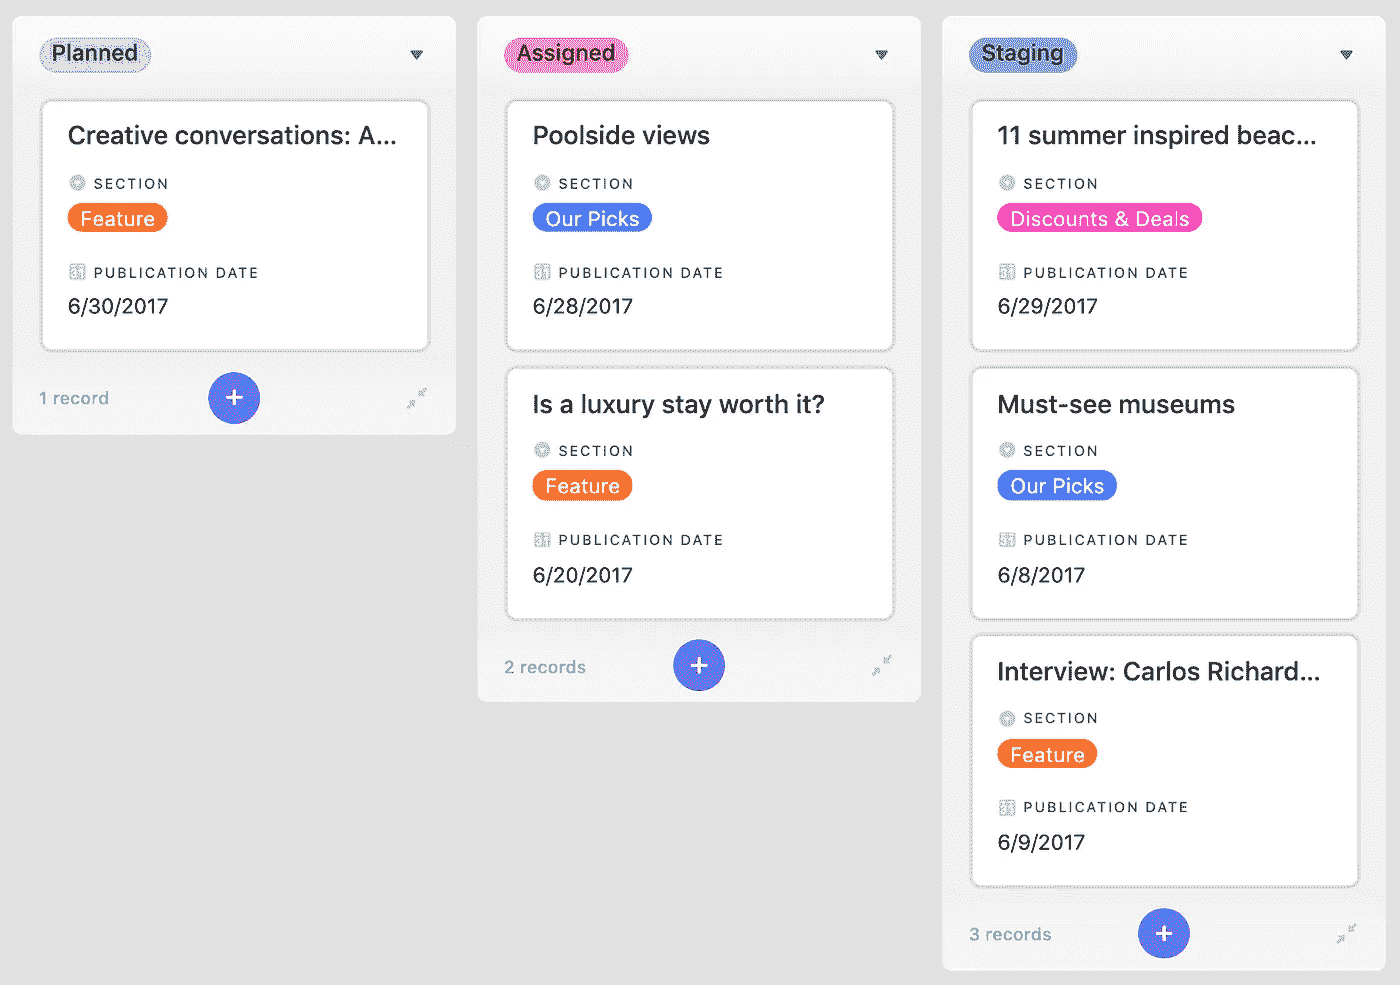 Planned
Creative conversations: A...
SECTION
Feature
PUBLICATION DATE
6/30/2017
1 record
+
Assigned
Poolside views
SECTION
Our Picks
PUBLICATION DATE
6/28/2017
Is a luxury stay worth it?
SECTION
Feature
PUBLICATION DATE
6/20/2017
2 records
+
Staging
11 summer inspired beac...
SECTION
Discounts & Deals
PUBLICATION DATE
6/29/2017
Must-see museums
SECTION
Our Picks
PUBLICATION DATE
6/8/2017
Interview: Carlos Richard...
SECTION
Feature
PUBLICATION DATE
6/9/2017
3 records
+